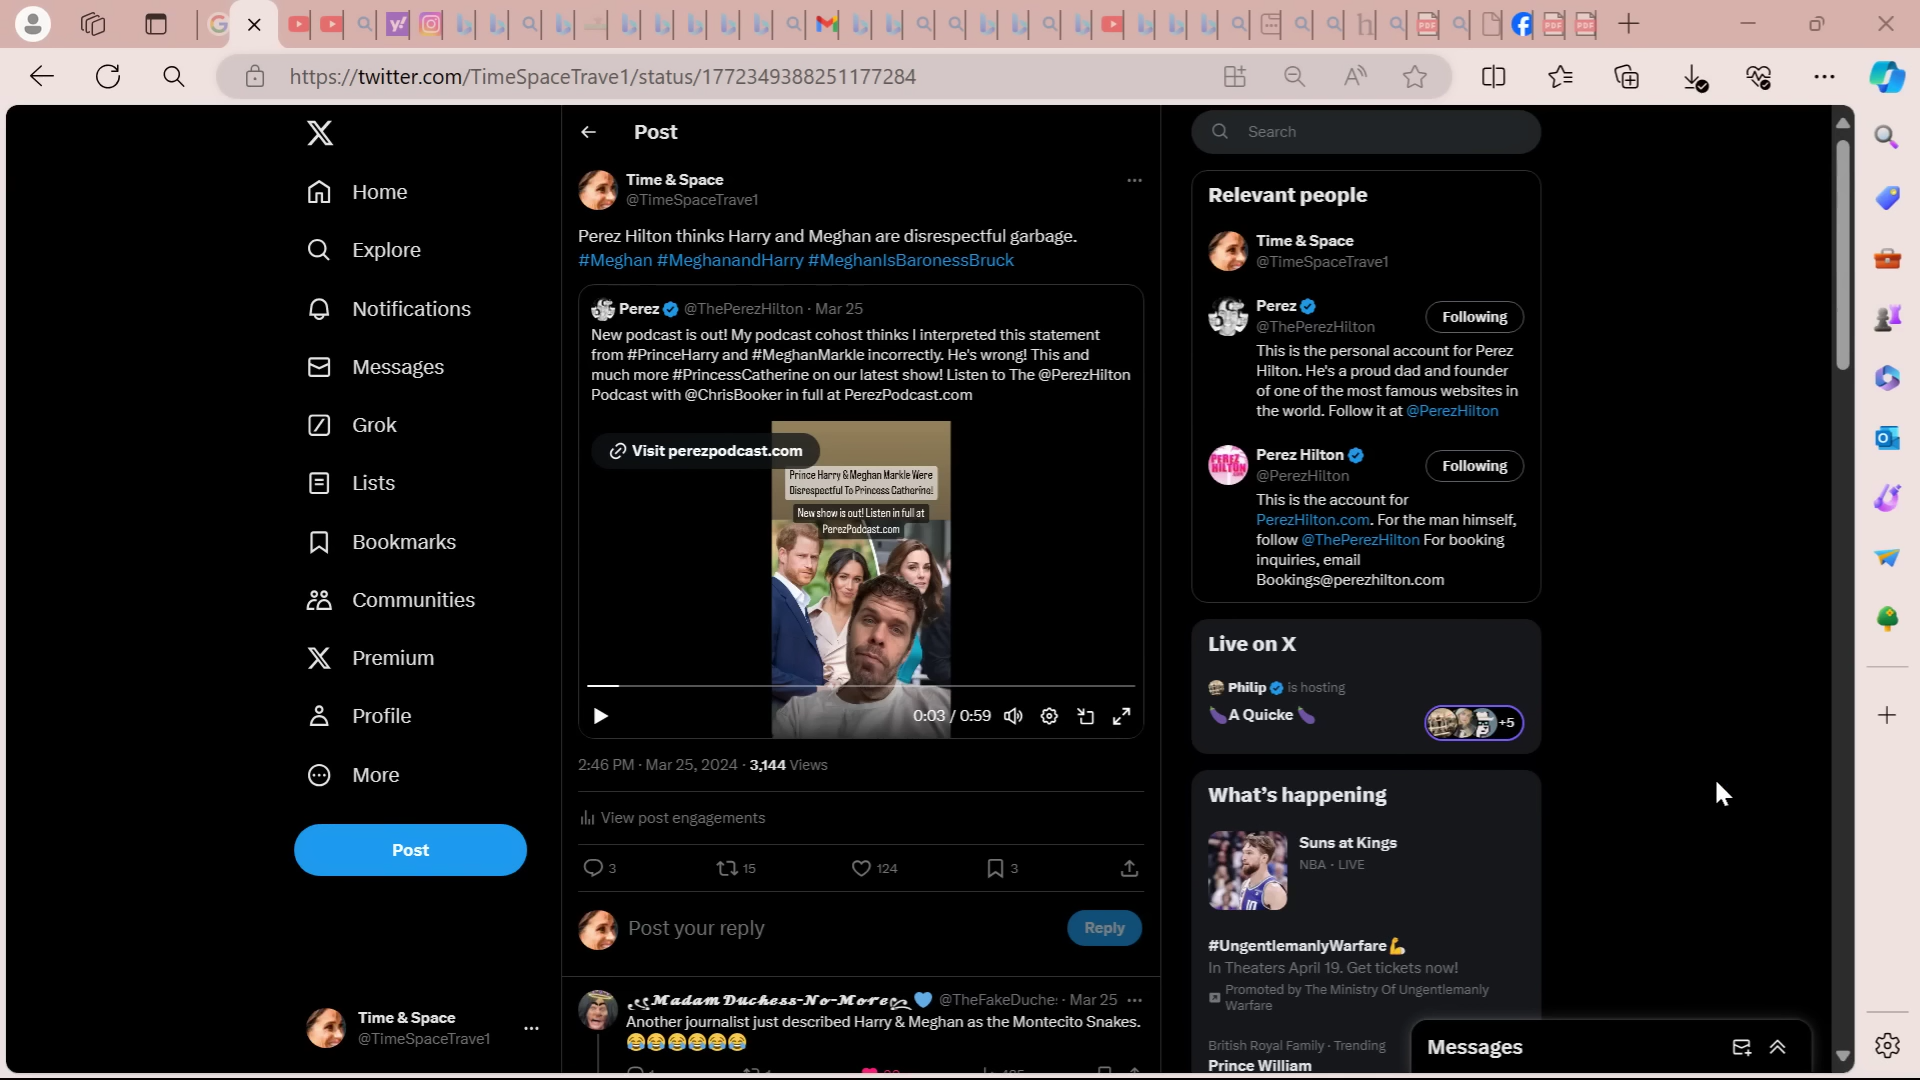 https://twitter.com/TimeSpaceTrave1/status/1772349388251177284
Home
Explore
Notifications
Messages
Grok
Lists
Bookmarks
Communities
Premium
Profile
More
Post
Time & Space
@TimeSpaceTrave1
Post
Time & Space
@TimeSpaceTrave1
Perez Hilton thinks Harry and Meghan are disrespectful garbage.
#Meghan #MeghanandHarry #MeghanIsBaronessBruck
Perez @ThePerezHilton · Mar 25
New podcast is out! My podcast cohost thinks I interpreted this statement
from #PrinceHarry and #MeghanMarkle incorrectly. He's wrong! This and
much more #PrincessCatherine on our latest show! Listen to The @PerezHilton
Podcast with @ChrisBooker in full at PerezPodcast.com
Visit perezpodcast.com
Prince Harry & Meghan Markle Were
Disrespectful To Princess Catherine!
New show is out! Listen in full at
PerezPodcast.com
0:03 / 0:59
2:46 PM · Mar 25, 2024 · 3,144 Views
View post engagements
3 15 124 3
Post your reply
Reply
𝓜𝓪𝓭𝓪𝓶 𝓓𝓾𝓬𝓱𝓮𝓼𝓼-𝓝𝓸-𝓜𝓸𝓻𝓮 💙 @TheFakeDuche: · Mar 25
Another journalist just described Harry & Meghan as the Montecito Snakes.
😂😂😂😂😂😂
Search
Relevant people
Time & Space
@TimeSpaceTrave1
Perez
@ThePerezHilton
Following
This is the personal account for Perez
Hilton. He's a proud dad and founder
of one of the most famous websites in
the world. Follow it at @PerezHilton
Perez Hilton
@PerezHilton
Following
This is the account for
PerezHilton.com. For the man himself,
follow @ThePerezHilton For booking
inquiries, email
Bookings@perezhilton.com
Live on X
Philip is hosting
🍆A Quicke 🍆
+5
What's happening
Suns at Kings
NBA · LIVE
#UngentlemanlyWarfare💪
In Theaters April 19. Get tickets now!
Promoted by The Ministry Of Ungentlemanly
Warfare
British Royal Family · Trending
Prince William
Messages